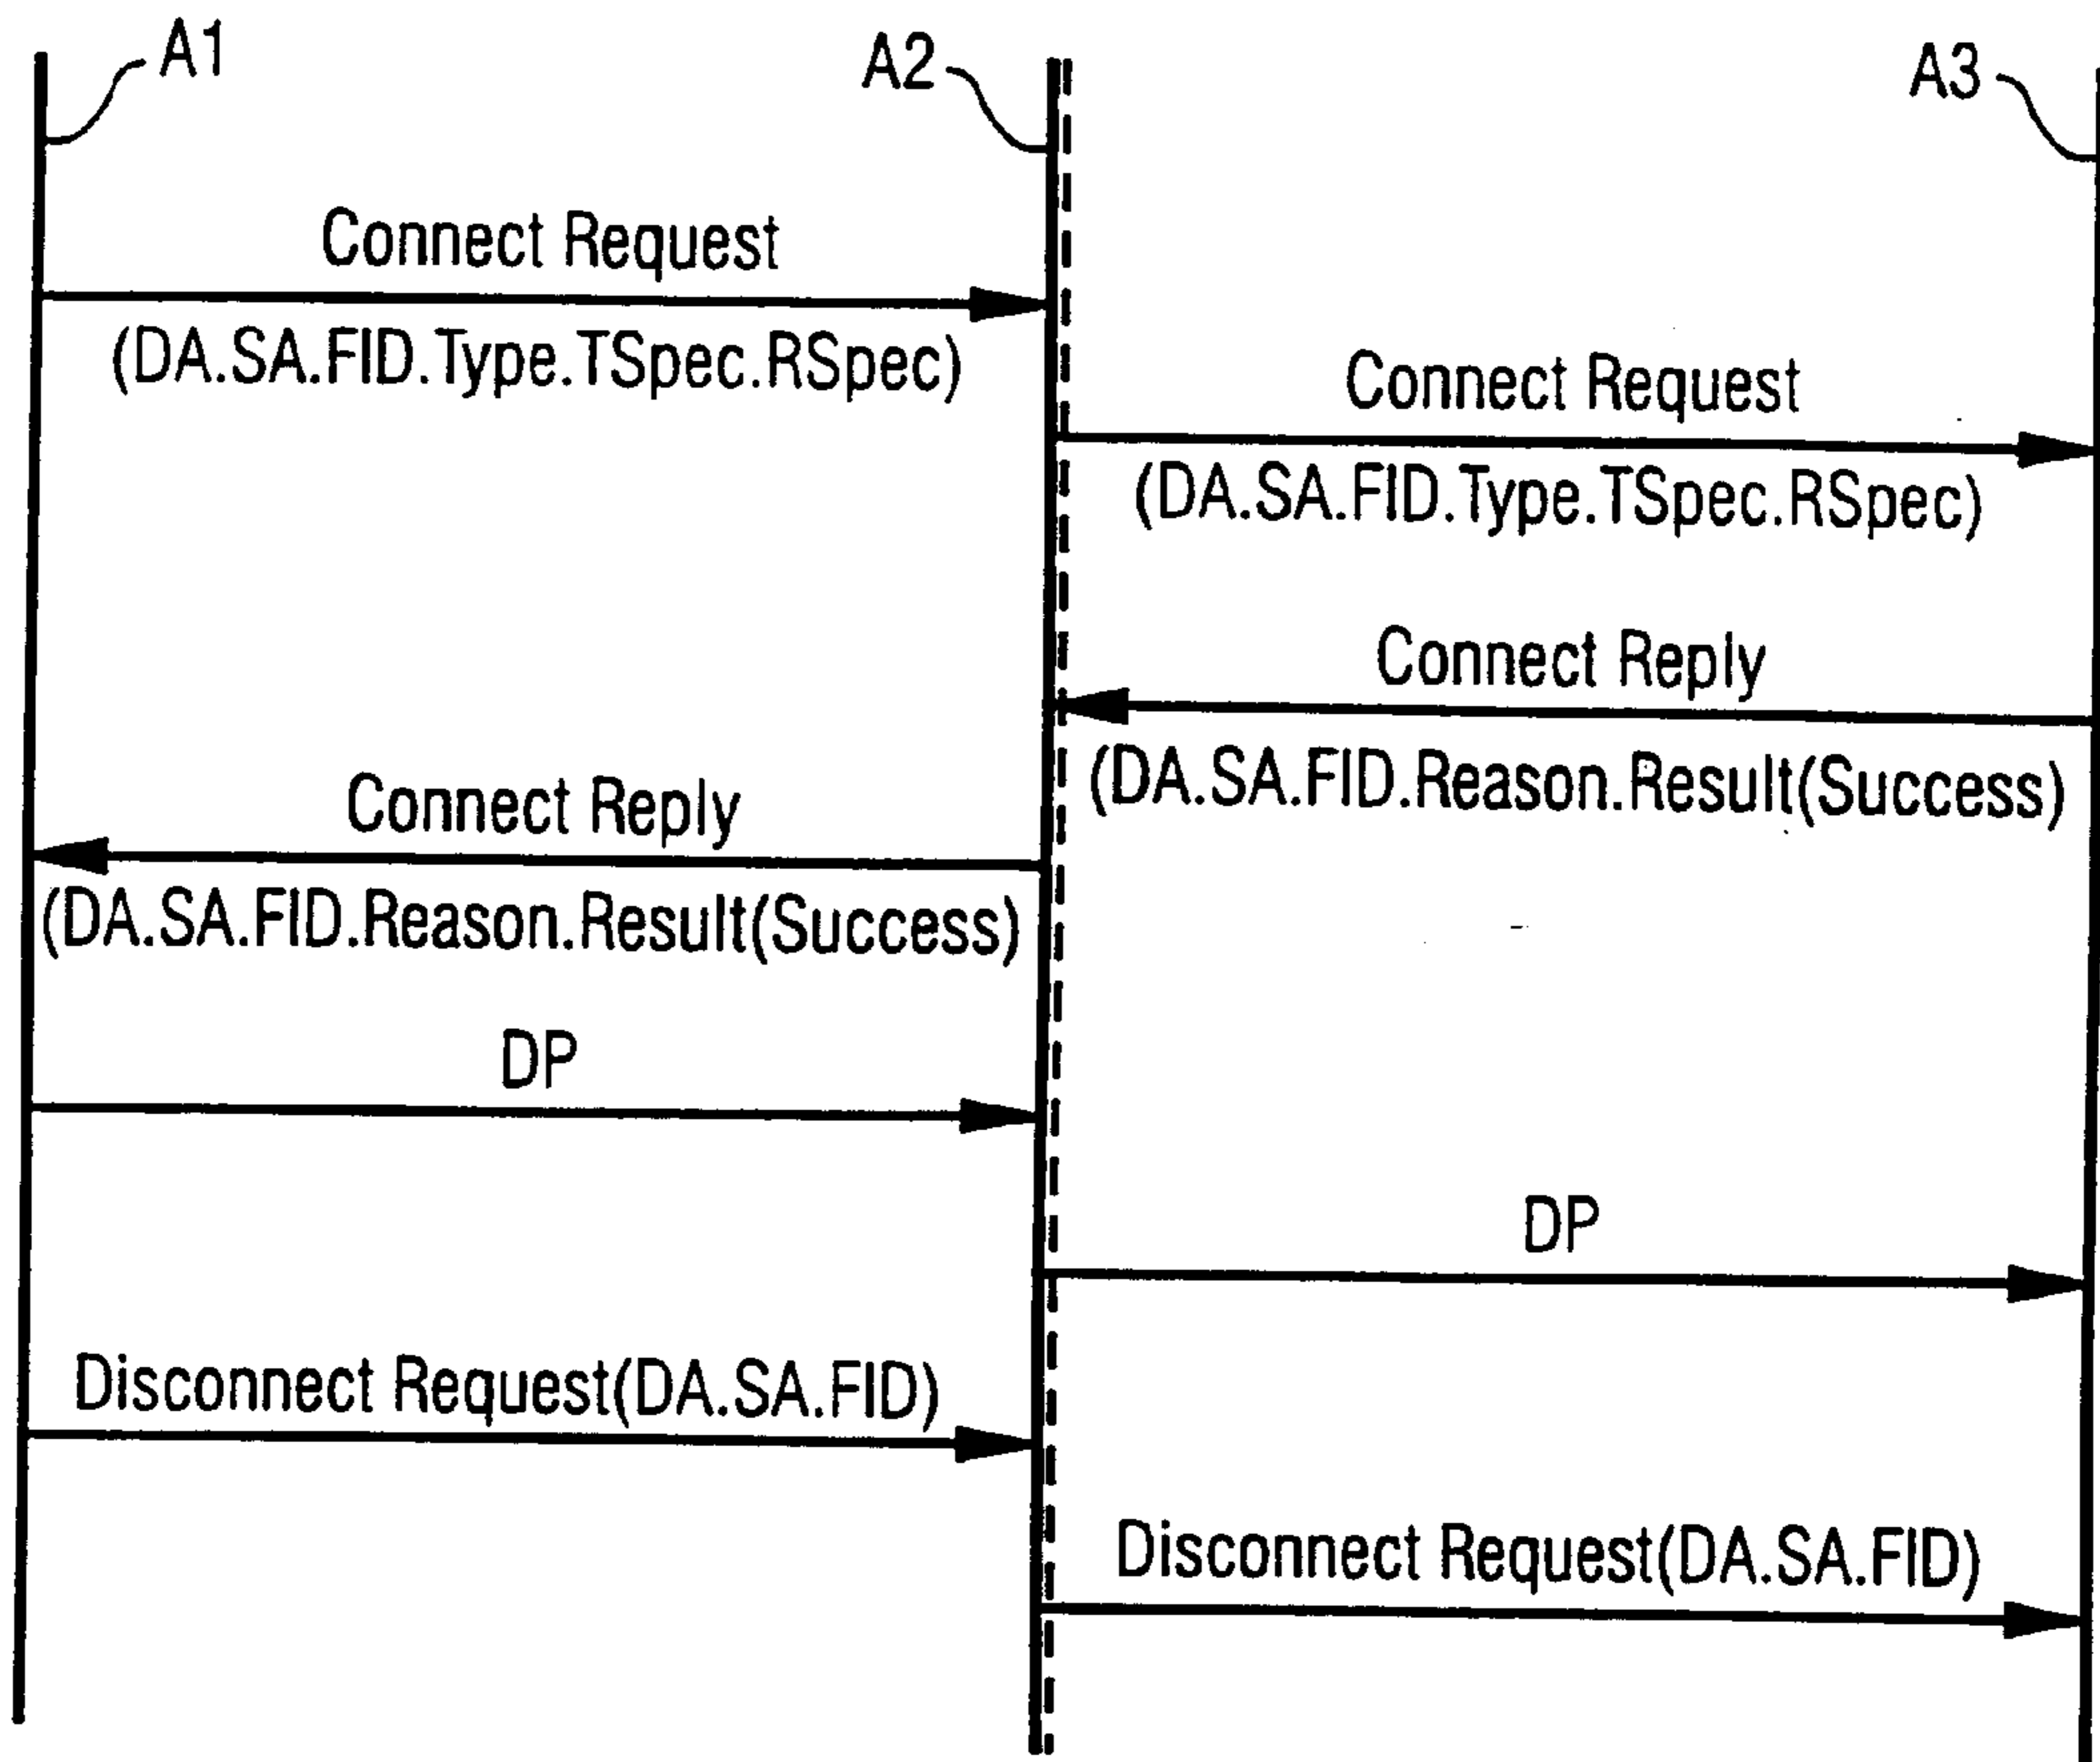 A1
A2
A3
Connect Request
(DA.SA.FID.Type.TSpec.RSpec)
Connect Request
(DA.SA.FID.Type.TSpec.RSpec)
Connect Reply
(DA.SA.FID.Reason.Result(Success)
Connect Reply
(DA.SA.FID.Reason.Result(Success)
DP
DP
Disconnect Request(DA.SA.FID)
Disconnect Request(DA.SA.FID)